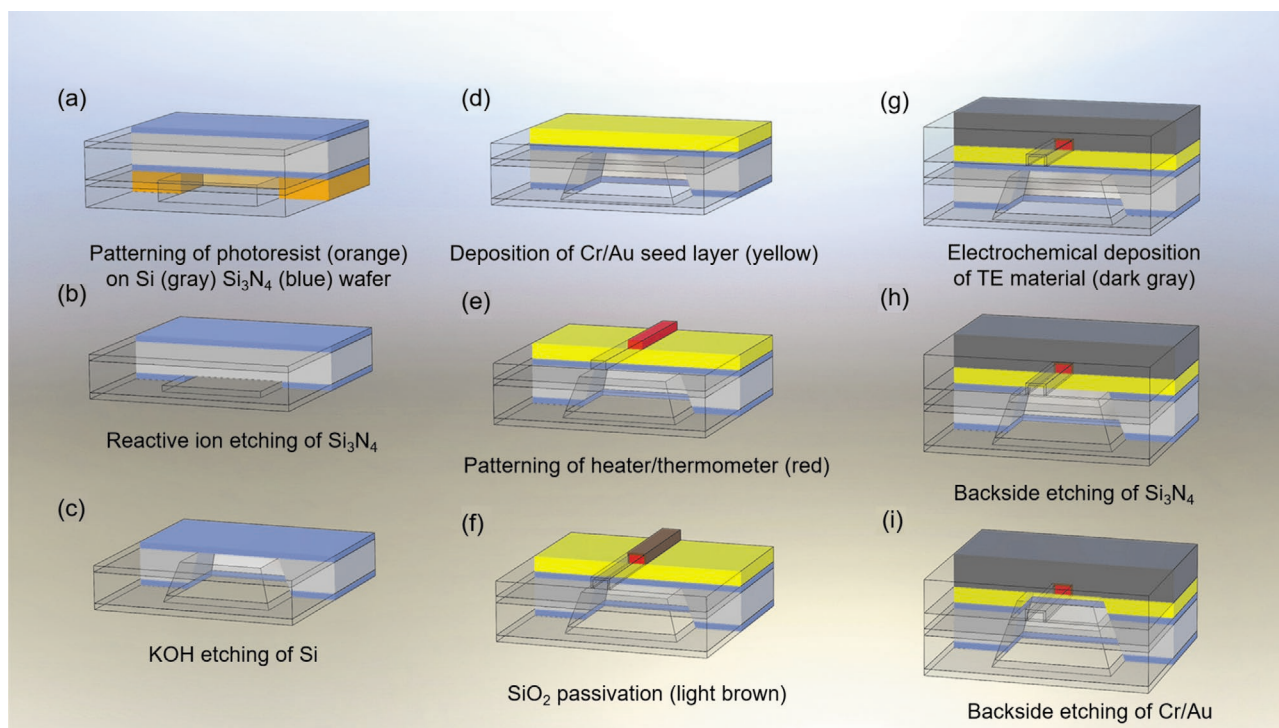 (a)
Patterning of photoresist (orange)
on Si (gray) Si₃N₄ (blue) wafer
(b)
Reactive ion etching of Si₃N₄
(c)
KOH etching of Si
(d)
Deposition of Cr/Au seed layer (yellow)
(e)
Patterning of heater/thermometer (red)
(f)
SiO₂ passivation (light brown)
(g)
Electrochemical deposition
of TE material (dark gray)
(h)
Backside etching of Si₃N₄
(i)
Backside etching of Cr/Au